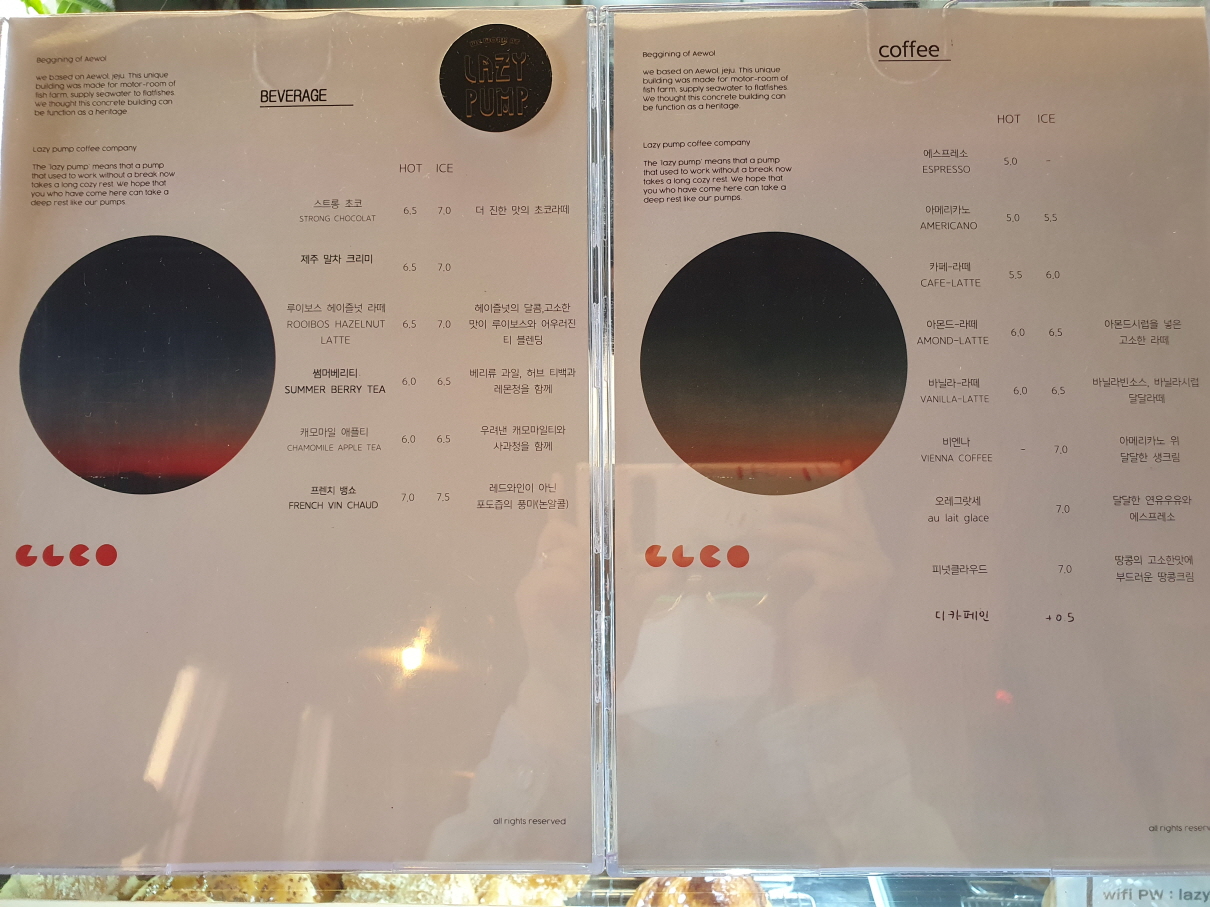 Beggining of Aewol
we based on Aewol, jeju. This unique
building was made for motor-room of
fish farm, supply seawater to flatfishes.
We thought this concrete building can
be function as a heritage
Lazy pump coffee company
The 'lazy pump' means that a pump
that used to work without a break now
takes a long cozy rest. We hope that
you who have come here can take a
deep rest like our pumps.
BEVERAGE
LAZY
PUMP
HOT ICE
스트롱 초코
STRONG CHOCOLAT
6,5 7,0
더 진한 맛의 초코라떼
제주 말차 크리미
6,5 7,0
루이보스 헤이즐넛 라떼
ROOIBOS HAZELNUT
LATTE
6,5 7,0
헤이즐넛의 달콤,고소한
맛이 루이보스와 어우러진
티 블렌딩
썸머베리티
SUMMER BERRY TEA
6,0 6,5
베리류 과일, 허브 티백과
레몬청을 함께
캐모마일 애플티
CHAMOMILE APPLE TEA
6,0 6,5
우려낸 캐모마일티와
사과청을 함께
프렌치 뱅쇼
FRENCH VIN CHAUD
7,0 7,5
레드와인이 아닌
포도즙의 풍미(논알콜)
all rights reserved
Beggining of Aewol
we based on Aewol, jeju. This unique
building was made for motor-room of
fish farm, supply seawater to flatfishes.
We thought this concrete building can
be function as a heritage
Lazy pump coffee company
The 'lazy pump' means that a pump
that used to work without a break now
takes a long cozy rest. We hope that
you who have come here can take a
deep rest like our pumps.
coffee
HOT ICE
에스프레소
ESPRESSO
5,0 -
아메리카노
AMERICANO
5,0 5,5
카페-라떼
CAFE-LATTE
5,5 6,0
아몬드-라떼
AMOND-LATTE
6,0 6,5
아몬드시럽을 넣은
고소한 라떼
바닐라-라떼
VANILLA-LATTE
6,0 6,5
바닐라빈소스, 바닐라시럽
달달라떼
비엔나
VIENNA COFFEE
- 7,0
아메리카노 위
달달한 생크림
오레그랏세
au lait glace
7,0
달달한 연유우유와
에스프레소
피넛클라우드
7,0
땅콩의 고소한맛에
부드러운 땅콩크림
디카페인 +0.5
all rights reserv
wifi PW : lazy